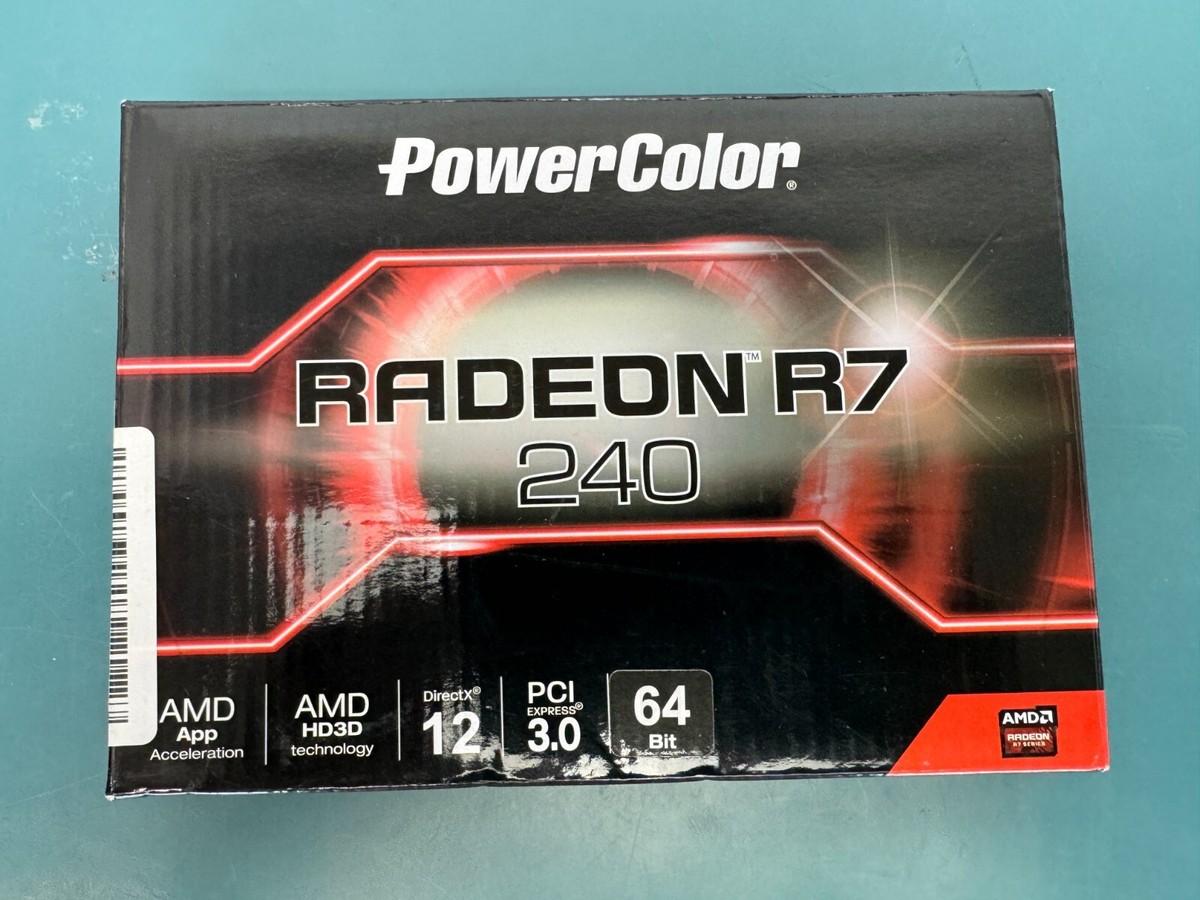 PowerColor®
RADEON™ R7
240
AMD
App
Acceleration
AMD
HD3D
technology
DirectX®
12
PCI
EXPRESS®
3.0
64
Bit
AMD
RADEON
R7 SERIES